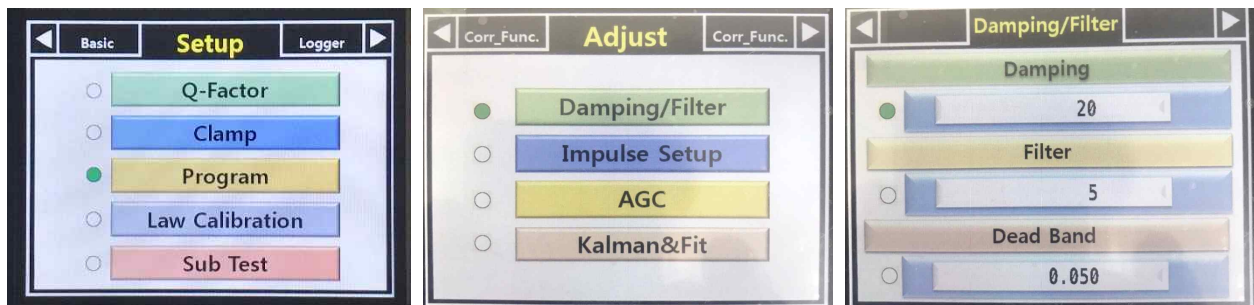 Basic Setup Logger
Q-Factor
Clamp
Program
Law Calibration
Sub Test
Corr_Func. Adjust Corr_Func.
Damping/Filter
Impulse Setup
AGC
Kalman&Fit
Damping/Filter
Damping
20
Filter
5
Dead Band
0.050